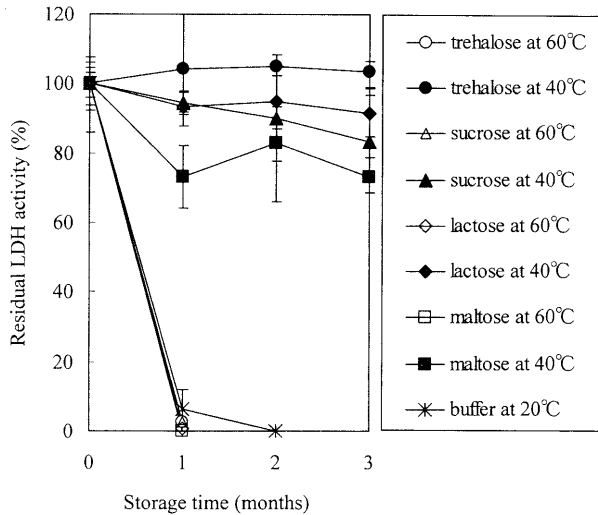 120
100
80
60
40
20
0
Residual LDH activity (%)
0 1 2 3
Storage time (months)
trehalose at 60℃
trehalose at 40℃
sucrose at 60℃
sucrose at 40℃
lactose at 60℃
lactose at 40℃
maltose at 60℃
maltose at 40℃
buffer at 20℃